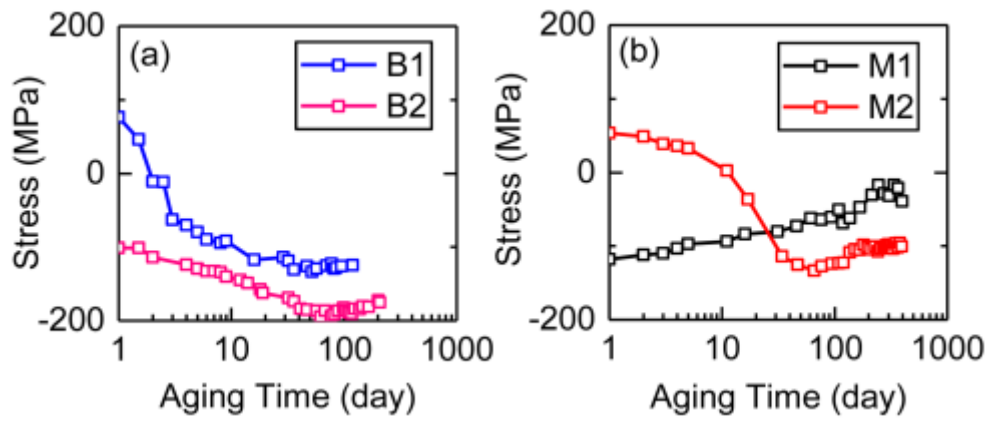 200
(a)
B1
B2
0
-200
Stress (MPa)
1
10
100
1000
Aging Time (day)
200
(b)
M1
M2
0
-200
Stress (MPa)
1
10
100
1000
Aging Time (day)